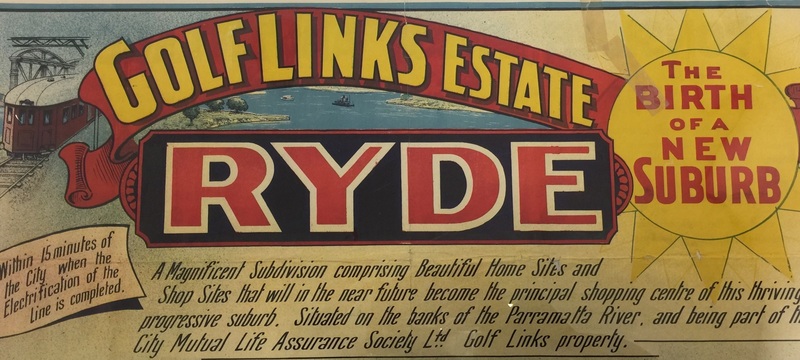 GOLF LINKS ESTATE
RYDE
THE
BIRTH
OF A
NEW
SUBURB
Within 15 minutes of
the City when the
Electrification of the
Line is completed.
A Magnificent Subdivision comprising Beautiful Home Sites and
Shop Sites that will in the near future become the principal shopping centre of this thriving
progressive suburb. Situated on the banks of the Parramatta River, and being part of
City Mutual Life Assurance Society Ltd Golf Links property.